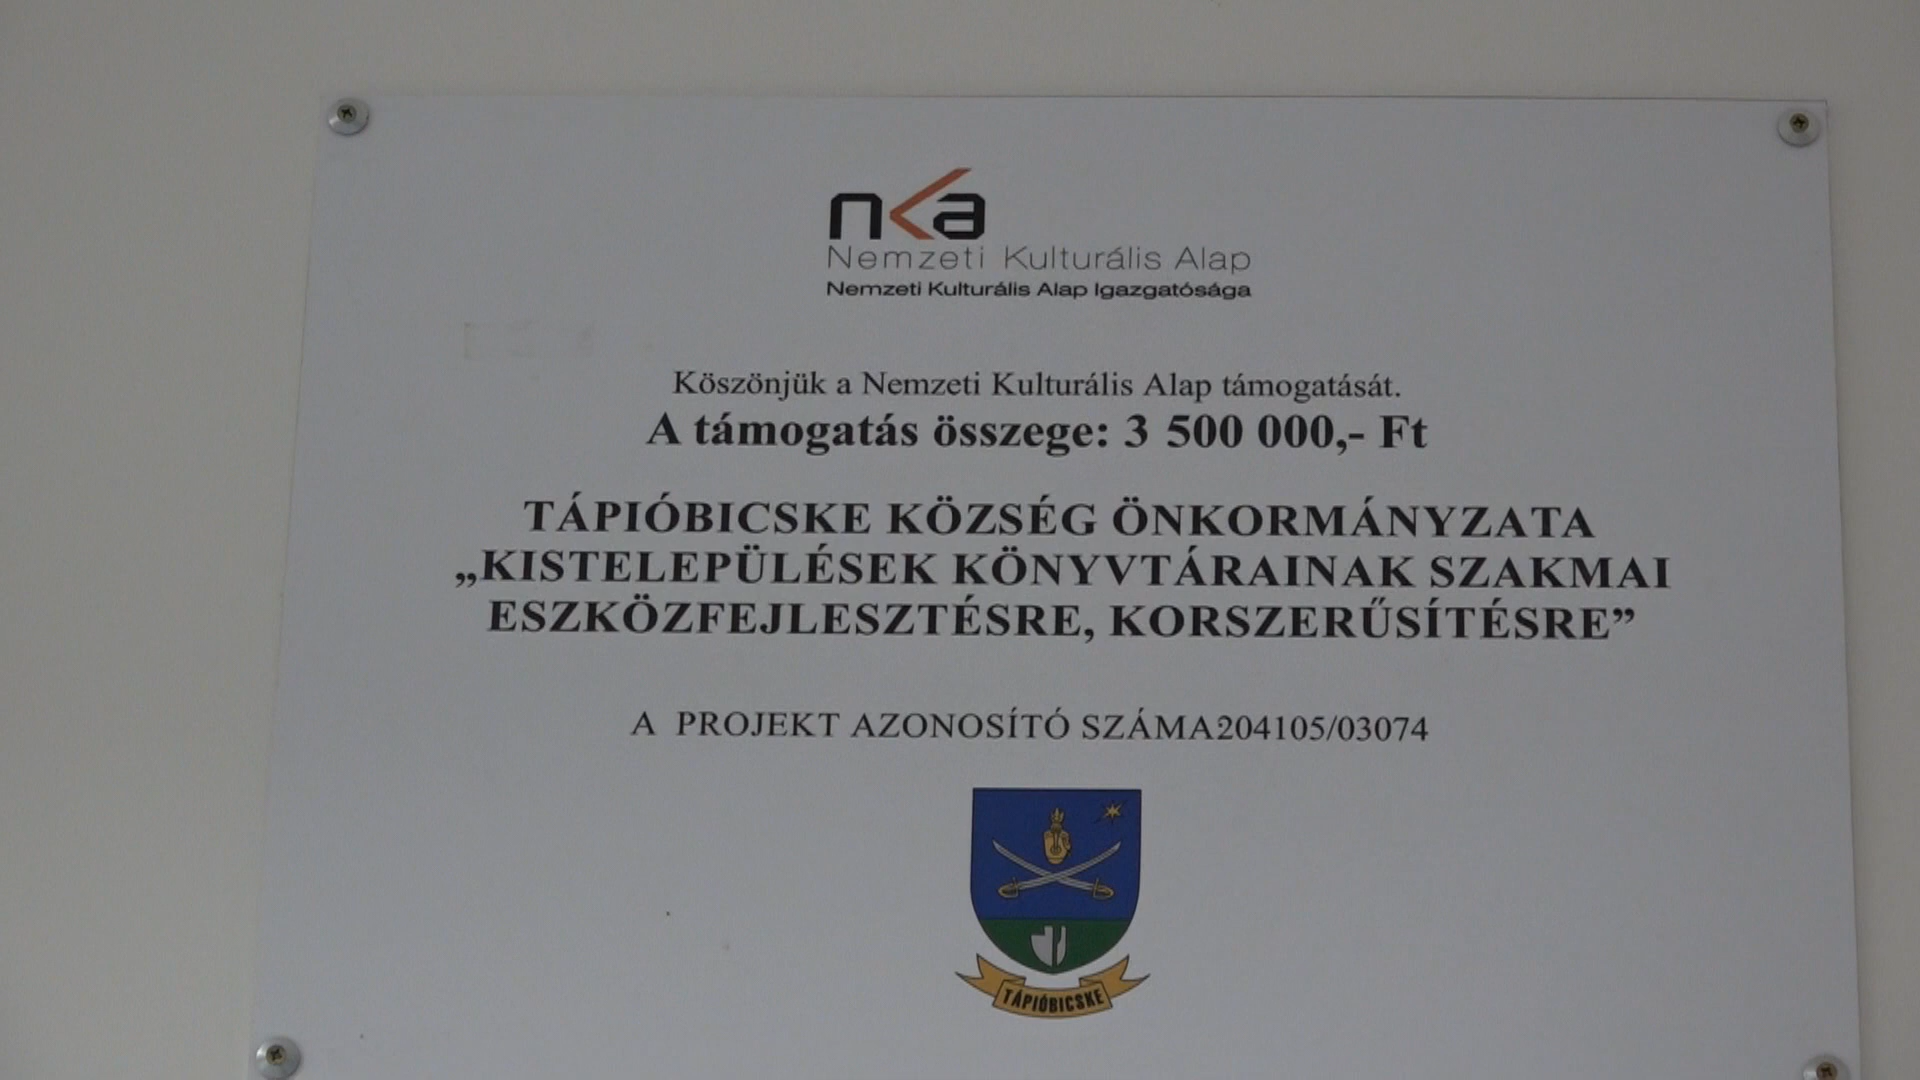 nka
Nemzeti Kulturális Alap
Nemzeti Kulturális Alap Igazgatósága
Köszönjük a Nemzeti Kulturális Alap támogatását.
A támogatás összege: 3 500 000,- Ft
TÁPIÓBICSKE KÖZSÉG ÖNKORMÁNYZATA
„KISTELEPÜLÉSEK KÖNYVTÁRAINAK SZAKMAI
ESZKÖZFEJLESZTÉSRE, KORSZERŰSÍTÉSRE”
A PROJEKT AZONOSÍTÓ SZÁMA204105/03074
TÁPIÓBICSKE